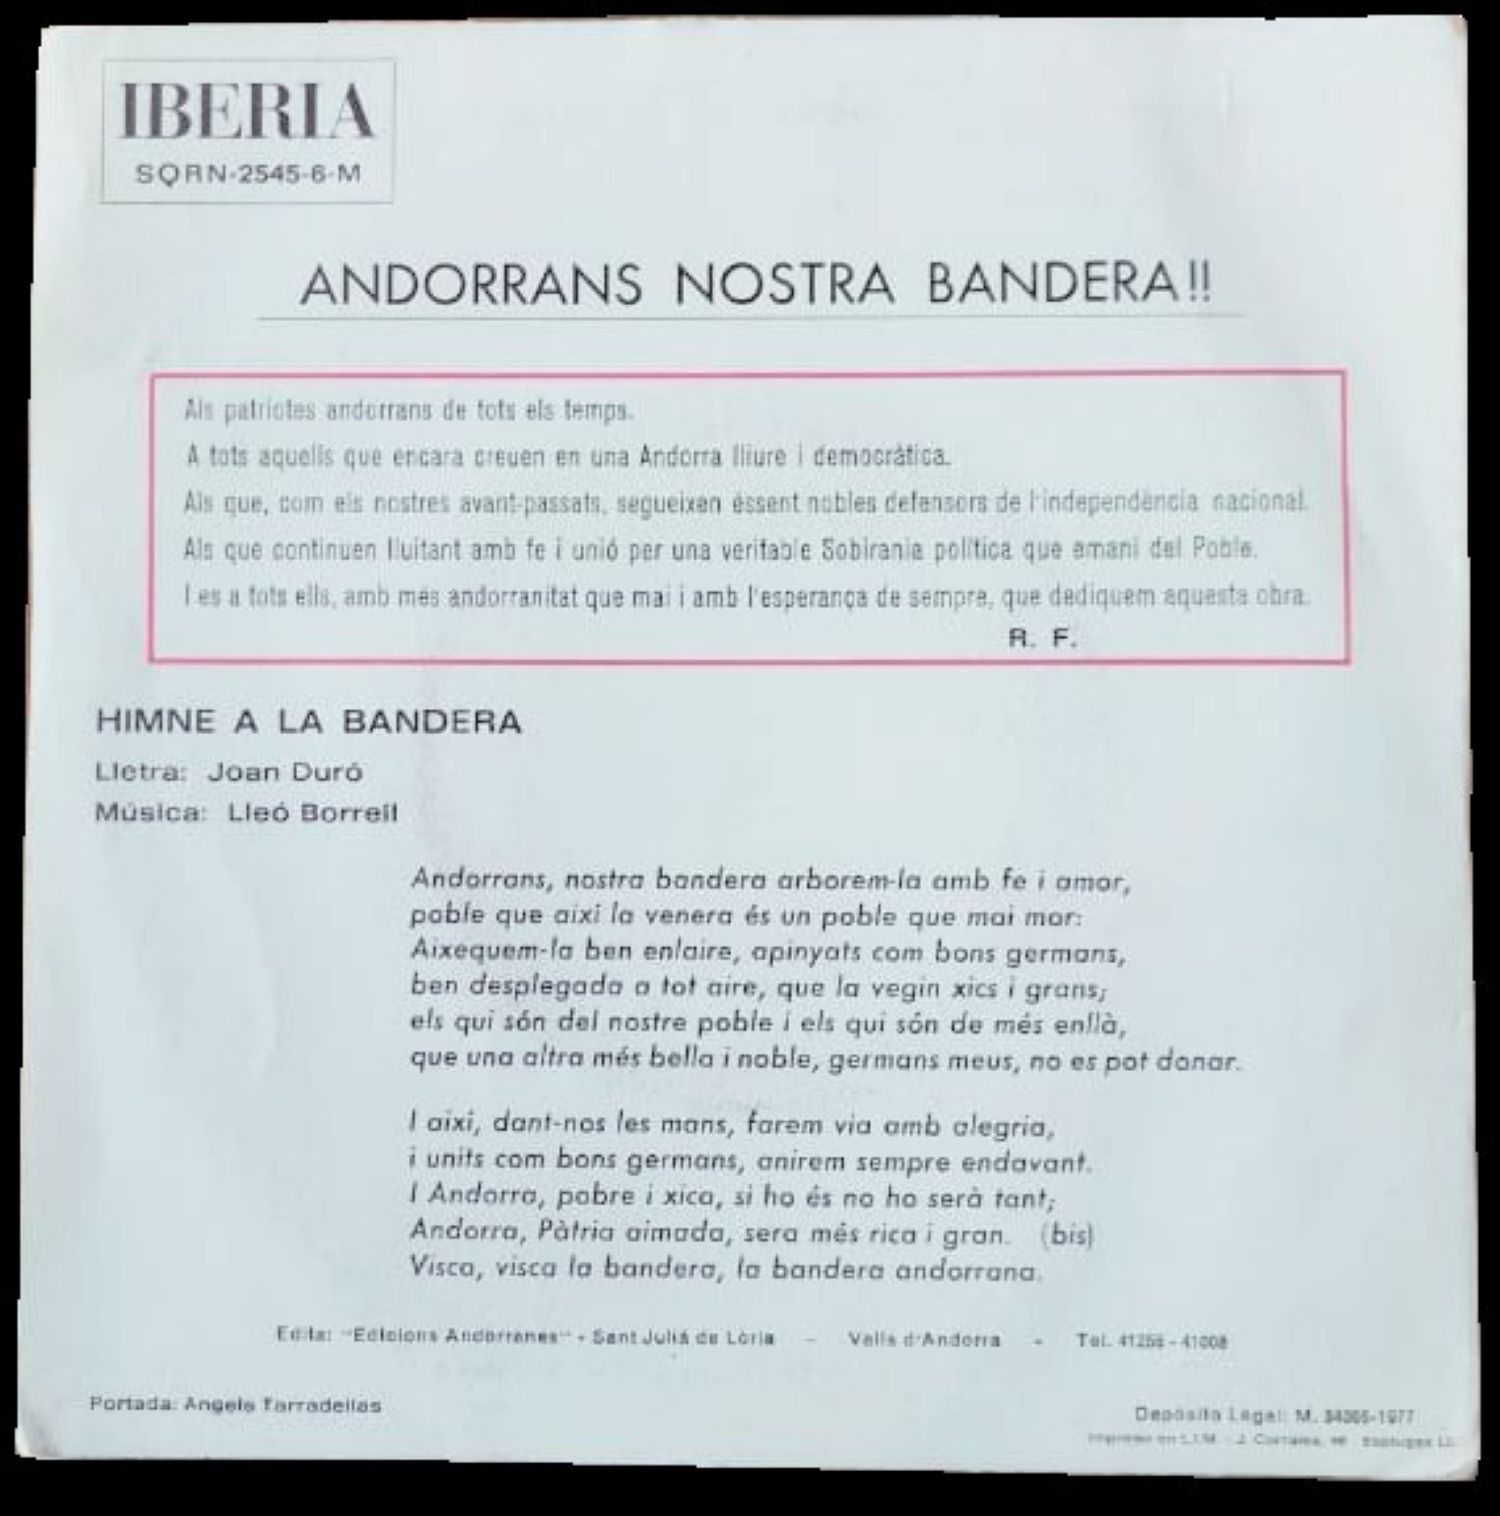 IBERIA
SQRN-2545-6-M
ANDORRANS NOSTRA BANDERA!!
Als patriotes andorrans de tots els temps.
A tots aquells que encara creuen en una Andorra lliure i democràtica.
Als que, com els nostres avant-passats, segueixen èssent nobles defensors de l'independència nacional.
Als que continuen lluitant amb fe i unió per una veritable Sobirania política que emani del Poble.
I es a tots ells, amb més andorranitat que mai i amb l'esperança de sempre, que dediquem aquesta obra.
R. F.
HIMNE A LA BANDERA
Lletra: Joan Duró
Música: Lleó Borrell
Andorrans, nostra bandera arborem-la amb fe i amor,
poble que així la venera és un poble que mai mor:
Aixequem-la ben enlaire, apinyats com bons germans,
ben desplegada a tot aire, que la vegin xics i grans;
els qui són del nostre poble i els qui són de més enllà,
que una altra més bella i noble, germans meus, no es pot donar.
I així, dant-nos les mans, farem via amb alegria,
i units com bons germans, anirem sempre endavant.
I Andorra, pobre i xica, si ho és no ho serà tant;
Andorra, Pàtria aimada, sera més rica i gran. (bis)
Visca, visca la bandera, la bandera andorrana.
Edita: "Edicions Andorranes" - Sant Juliá de Lòria - Valls d'Andorra - Tel. 41256 - 41008
Portada: Angels Tarradellas
Depósito Legal: M. 34366-1977
Impreso en L.I.M. - J.